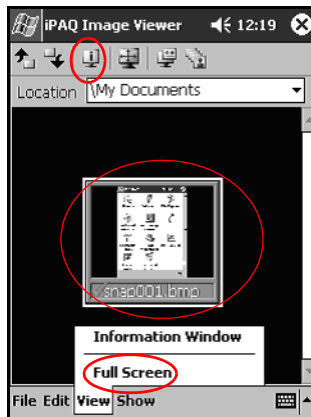 iPAQ Image Viewer 12:19
Location \My Documents
snap001.bmp
Information Window
Full Screen
File Edit View Show